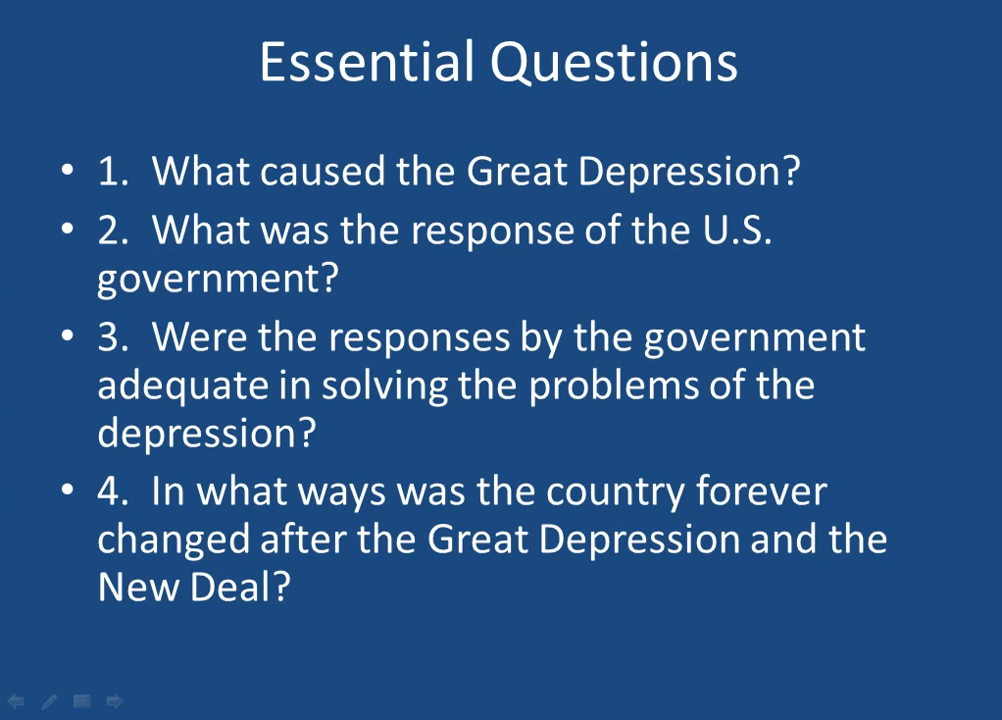 Essential Questions
• 1. What caused the Great Depression?
• 2. What was the response of the U.S.
government?
• 3. Were the responses by the government
adequate in solving the problems of the
depression?
• 4. In what ways was the country forever
changed after the Great Depression and the
New Deal?